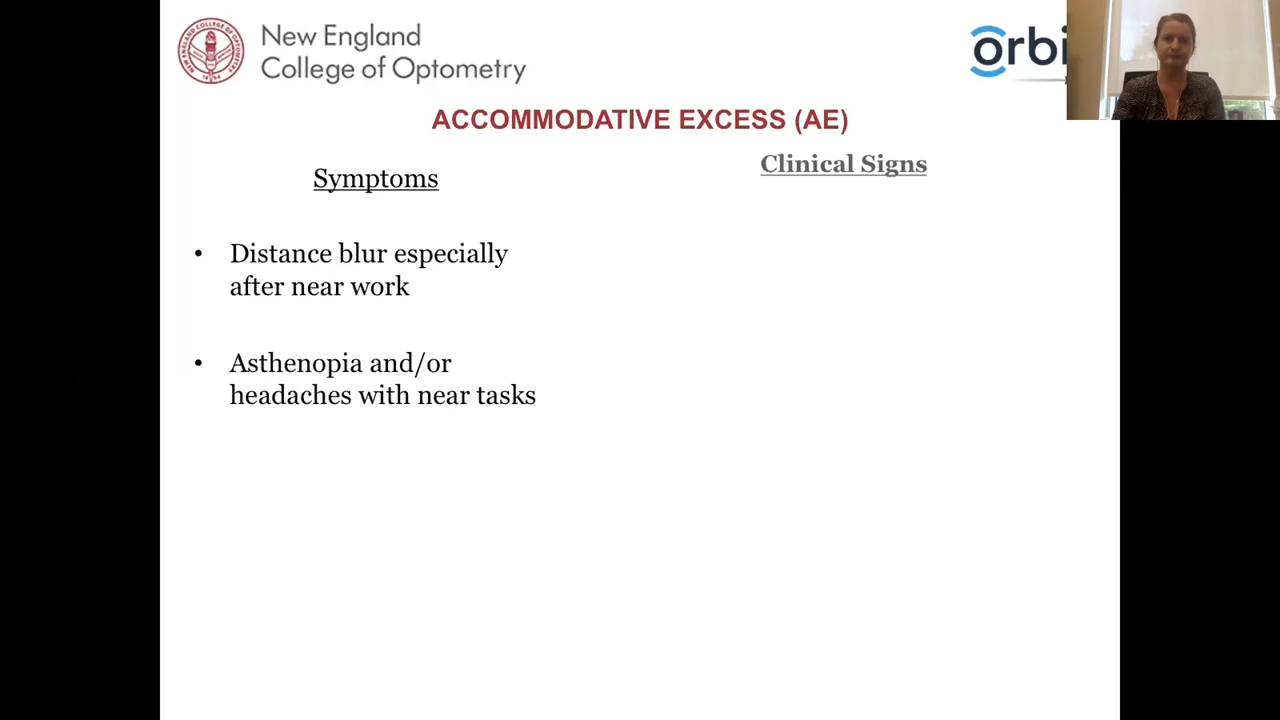 New England
College of Optometry
ACCOMMODATIVE EXCESS (AE)
Symptoms
• Distance blur especially
after near work
• Asthenopia and/or
headaches with near tasks
Clinical Signs